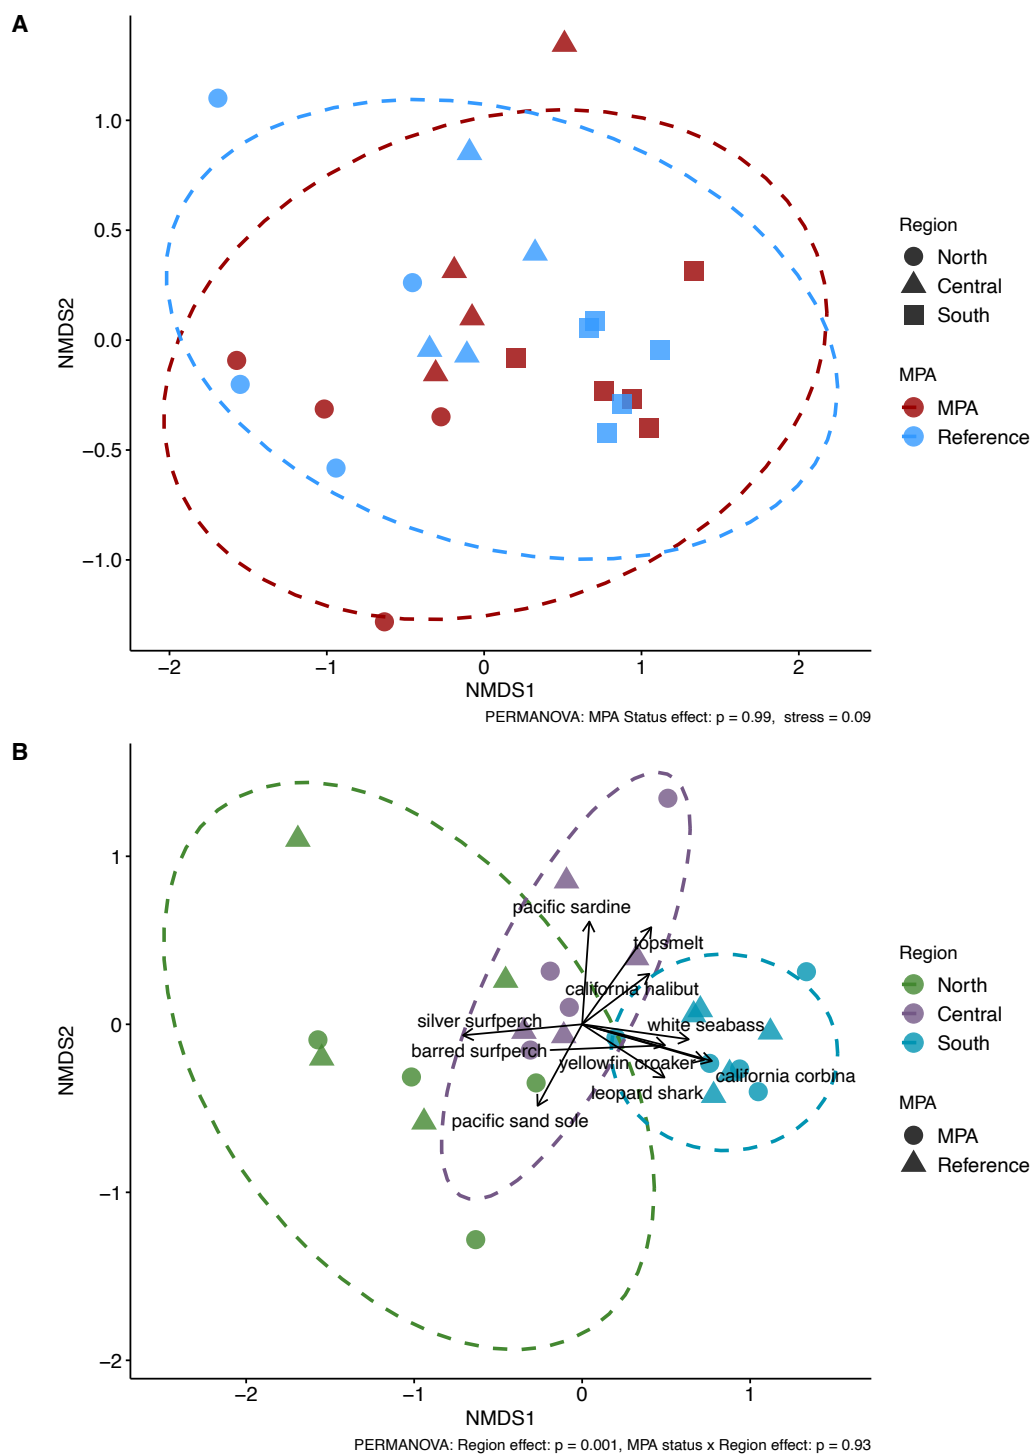 A
1.0
0.5
0.0
−0.5
−1.0
NMDS2
−2
−1
0
1
2
NMDS1
PERMANOVA: MPA Status effect: p = 0.99, stress = 0.09
Region
North
Central
South
MPA
MPA
Reference
B
1
0
−1
−2
NMDS2
pacific sardine
topsmelt
california halibut
silver surfperch
white seabass
barred surfperch
yellowfin croaker
california corbina
leopard shark
pacific sand sole
−2
−1
0
1
NMDS1
PERMANOVA: Region effect: p = 0.001, MPA status x Region effect: p = 0.93
Region
North
Central
South
MPA
MPA
Reference